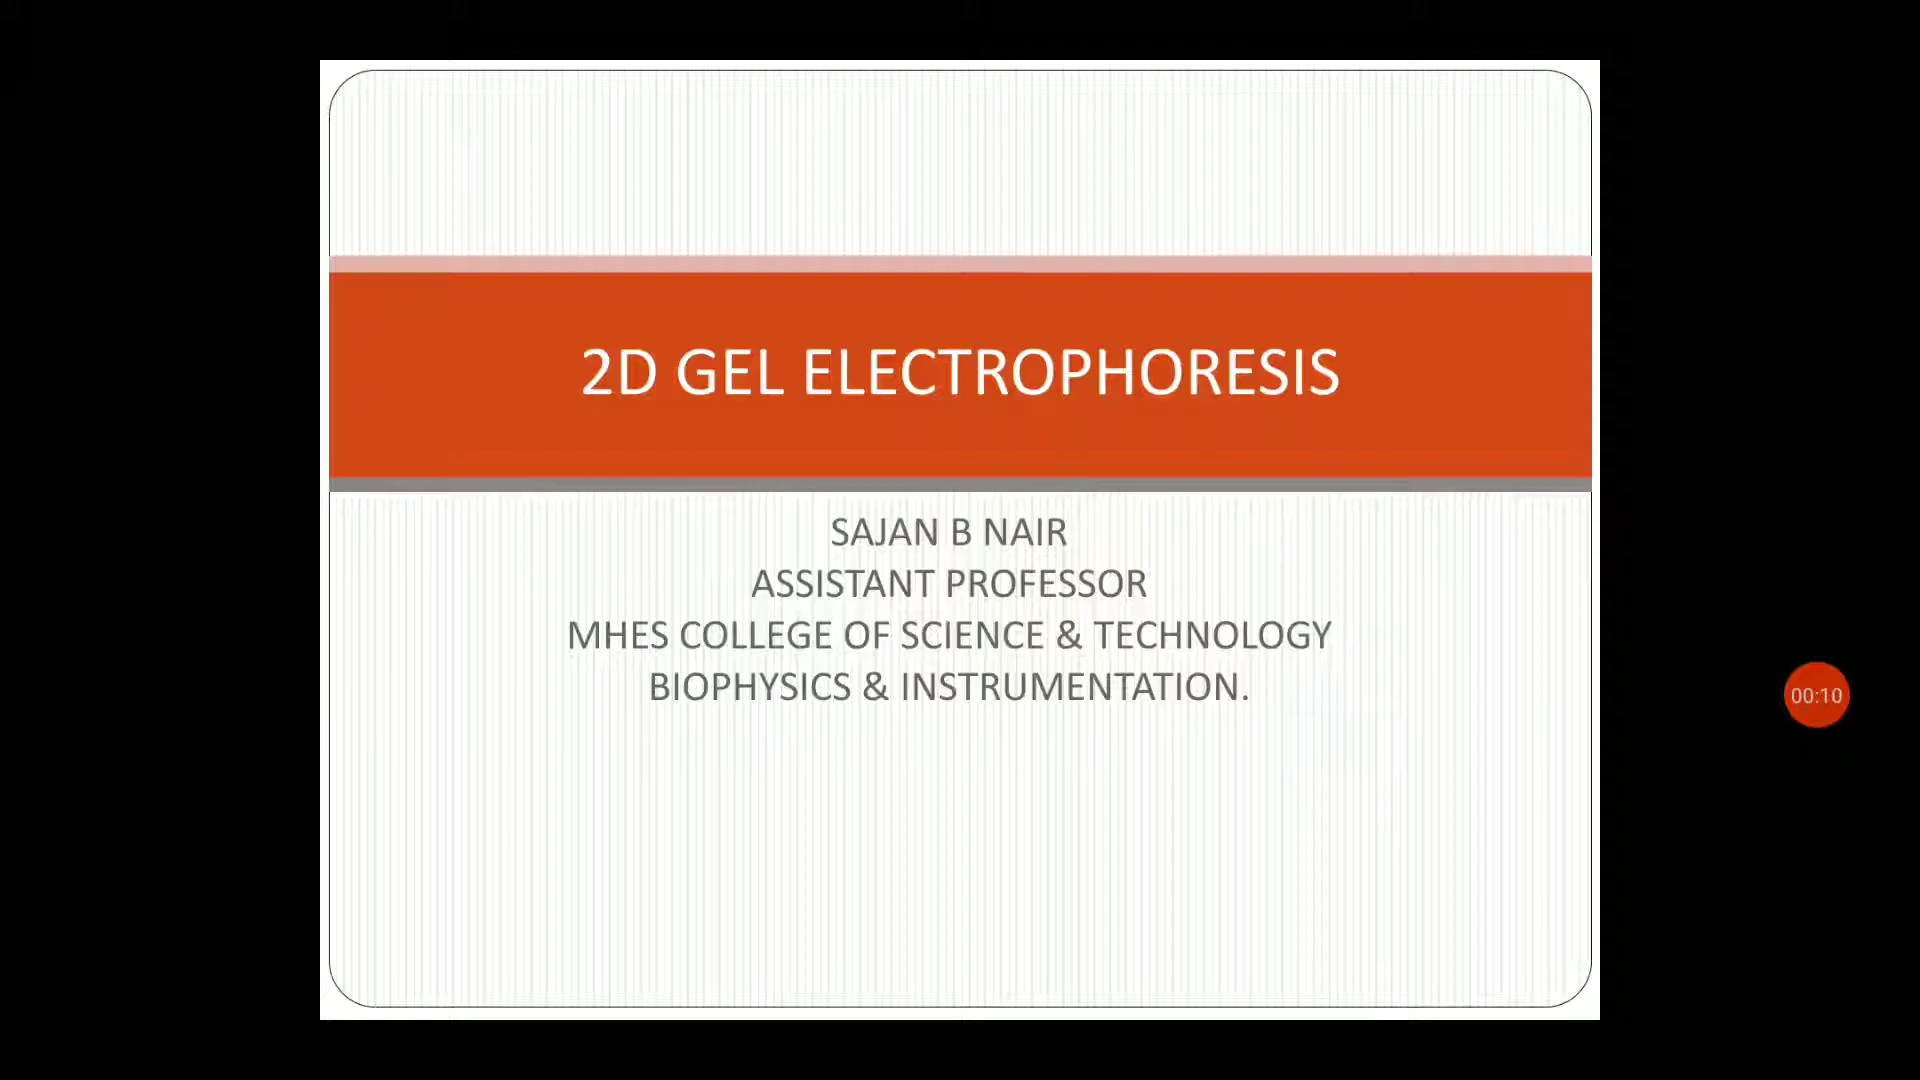 2D GEL ELECTROPHORESIS
SAJAN B NAIR
ASSISTANT PROFESSOR
MHES COLLEGE OF SCIENCE & TECHNOLOGY
BIOPHYSICS & INSTRUMENTATION.
00:10